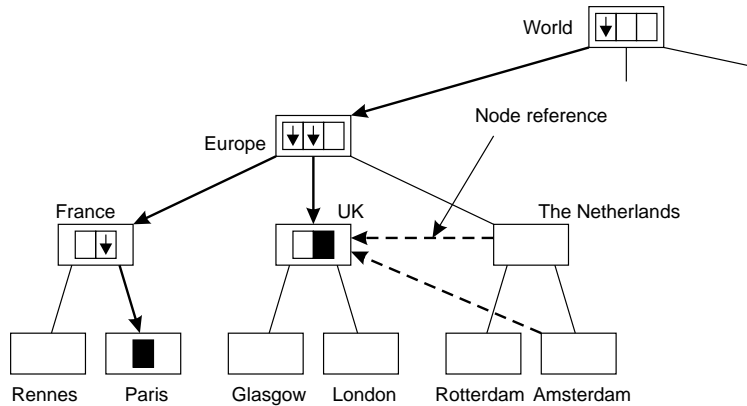 World
Node reference
Europe
France
UK
The Netherlands
Rennes
Paris
Glasgow
London
Rotterdam
Amsterdam